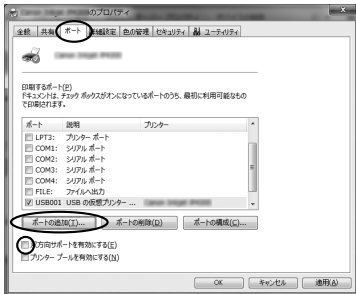 のプロパティ
全般 共有 ポート 詳細設定 色の管理 セキュリティ ユーティリティ
印刷するポート(P)
ドキュメントは、チェック ボックスがオンになっているポートのうち、最初に利用可能なもの
で印刷されます。
ポート 説明 プリンター
LPT3: プリンター ポート
COM1: シリアル ポート
COM2: シリアル ポート
COM3: シリアル ポート
COM4: シリアル ポート
FILE: ファイルへ出力
USB001 USB の仮想プリンター ...
ポートの追加(T)... ポートの削除(D) ポートの構成(C)...
双方向サポートを有効にする(E)
プリンター プールを有効にする(N)
OK キャンセル 適用(A)